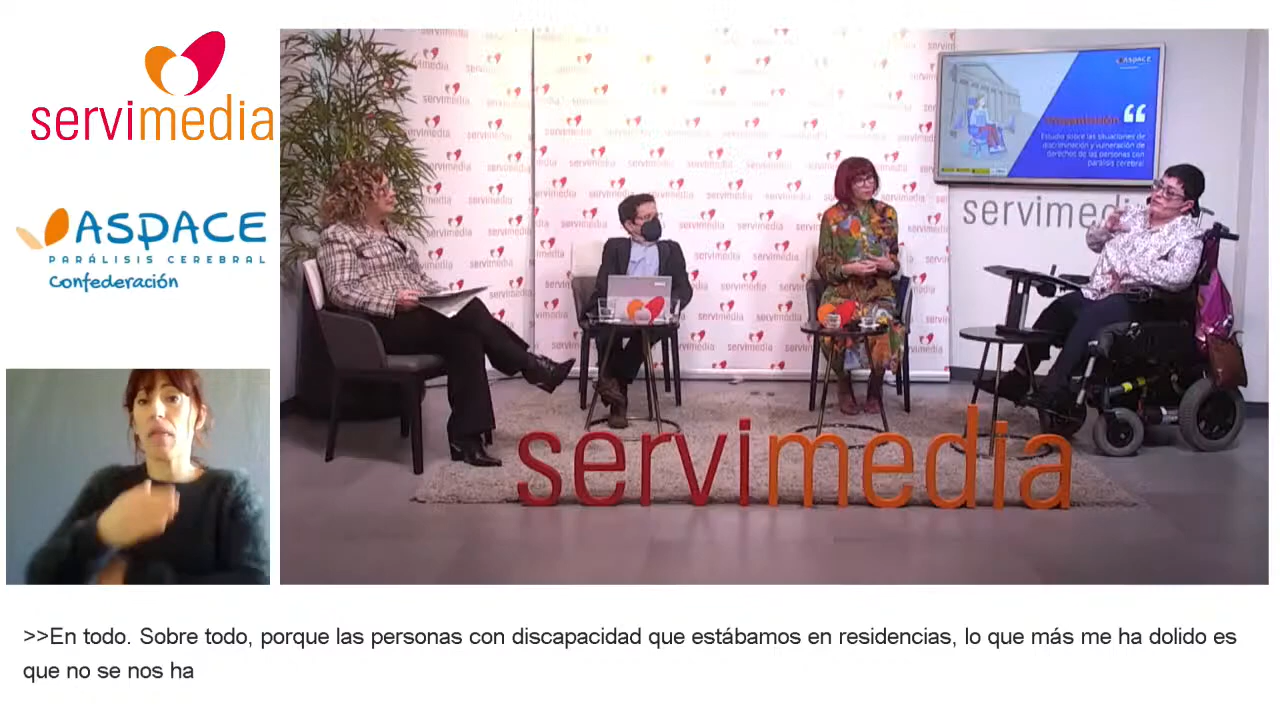 servimedia
ASPACE
PARÁLISIS CEREBRAL
Confederación
ASPACE
Presentación
Estudio sobre las situaciones de
discriminación y vulneración de
derechos de las personas con
parálisis cerebral
servimedia
servimedia
>>En todo. Sobre todo, porque las personas con discapacidad que estábamos en residencias, lo que más me ha dolido es
que no se nos ha